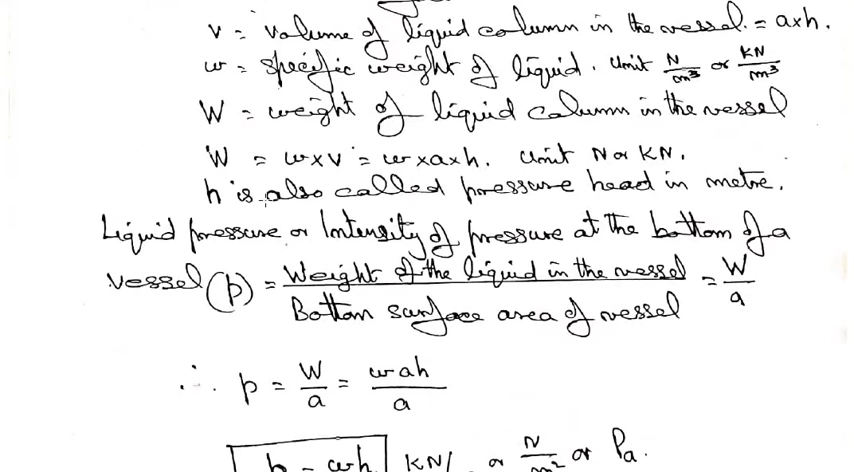 v = volume of liquid column in the vessel. = a×h.
w = specific weight of liquid. Unit N/m³ or KN/m³
W = weight of liquid column in the vessel
W = w×v = w×a×h. Unit N or KN.
h is also called pressure head in metre.
Liquid pressure or Intensity of pressure at the bottom of a
vessel (p) = Weight of the liquid in the vessel / Bottom surface area of vessel = W/a
∴ p = W/a = wah/a
p = wh KN/ or N/m² or Pa.